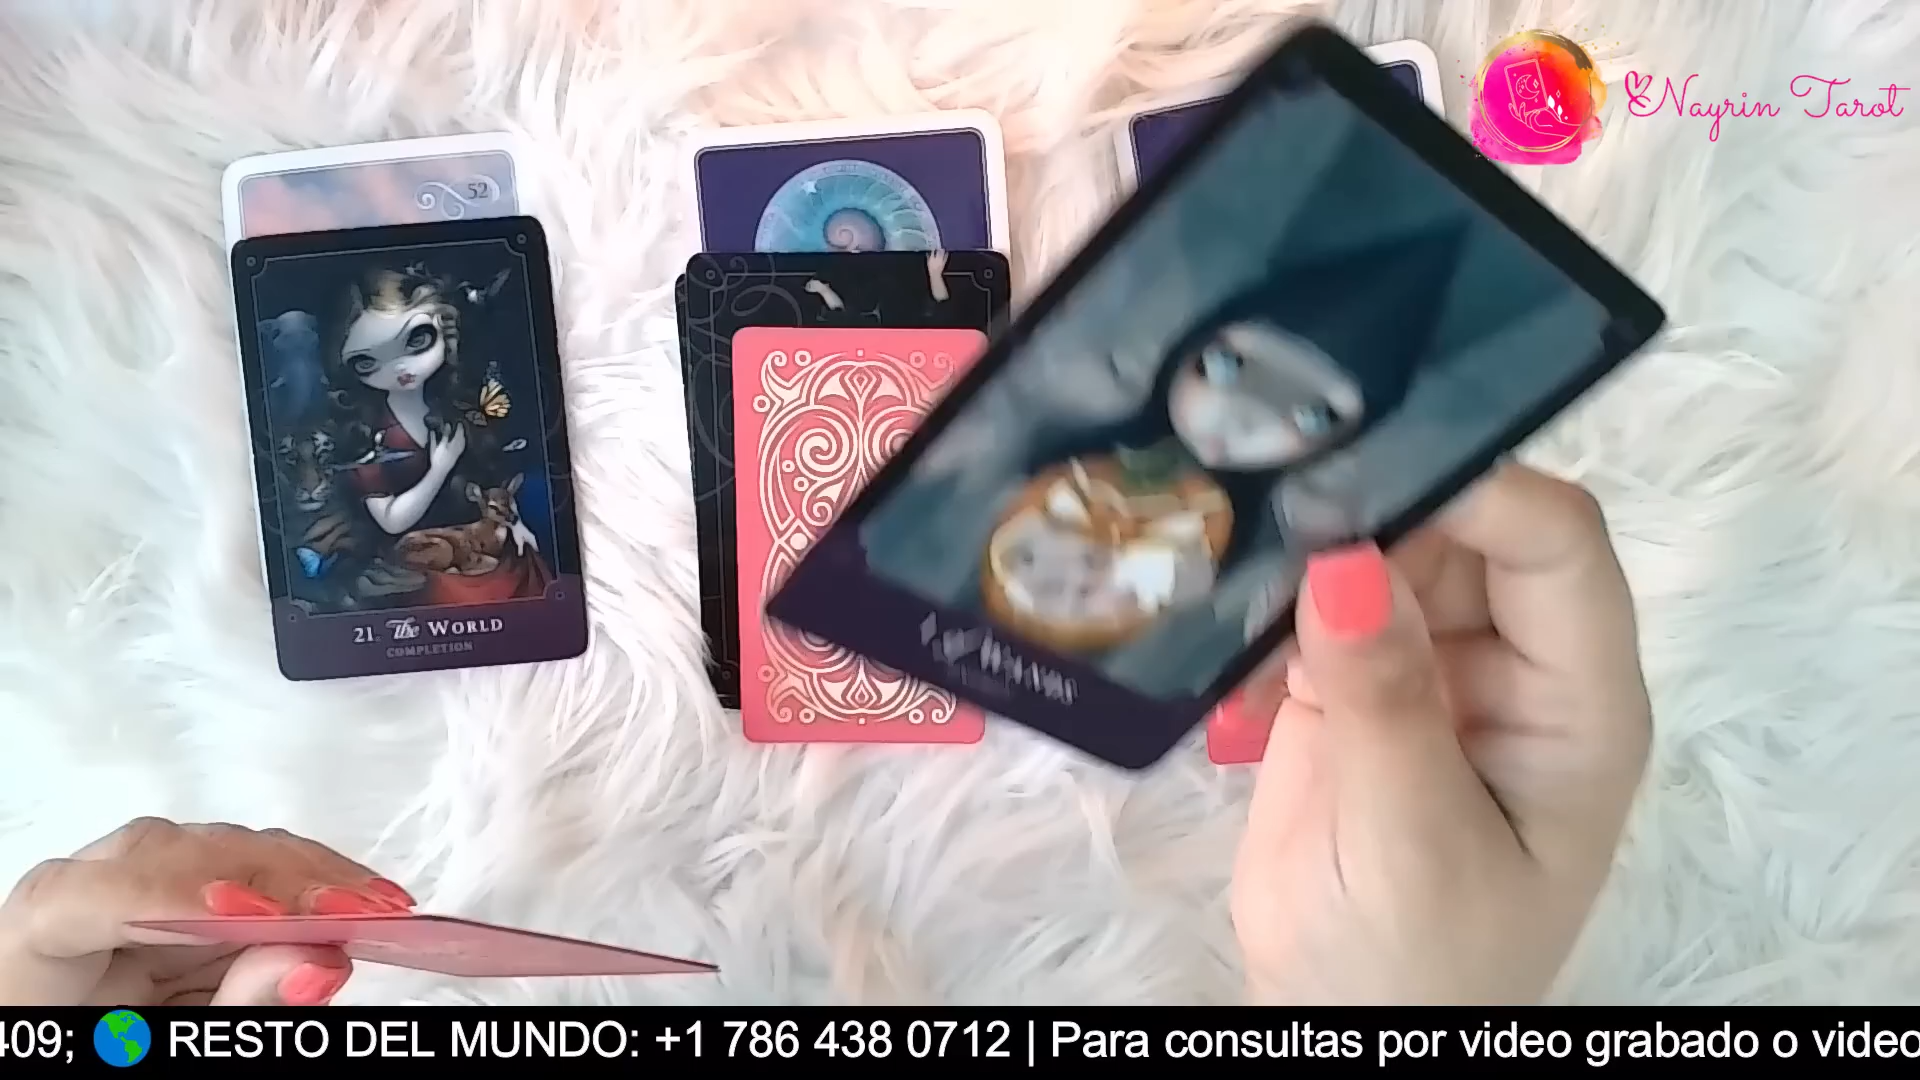 Nayrin Tarot
52
21. The World
COMPLETION
409; RESTO DEL MUNDO: +1 786 438 0712 | Para consultas por video grabado o video